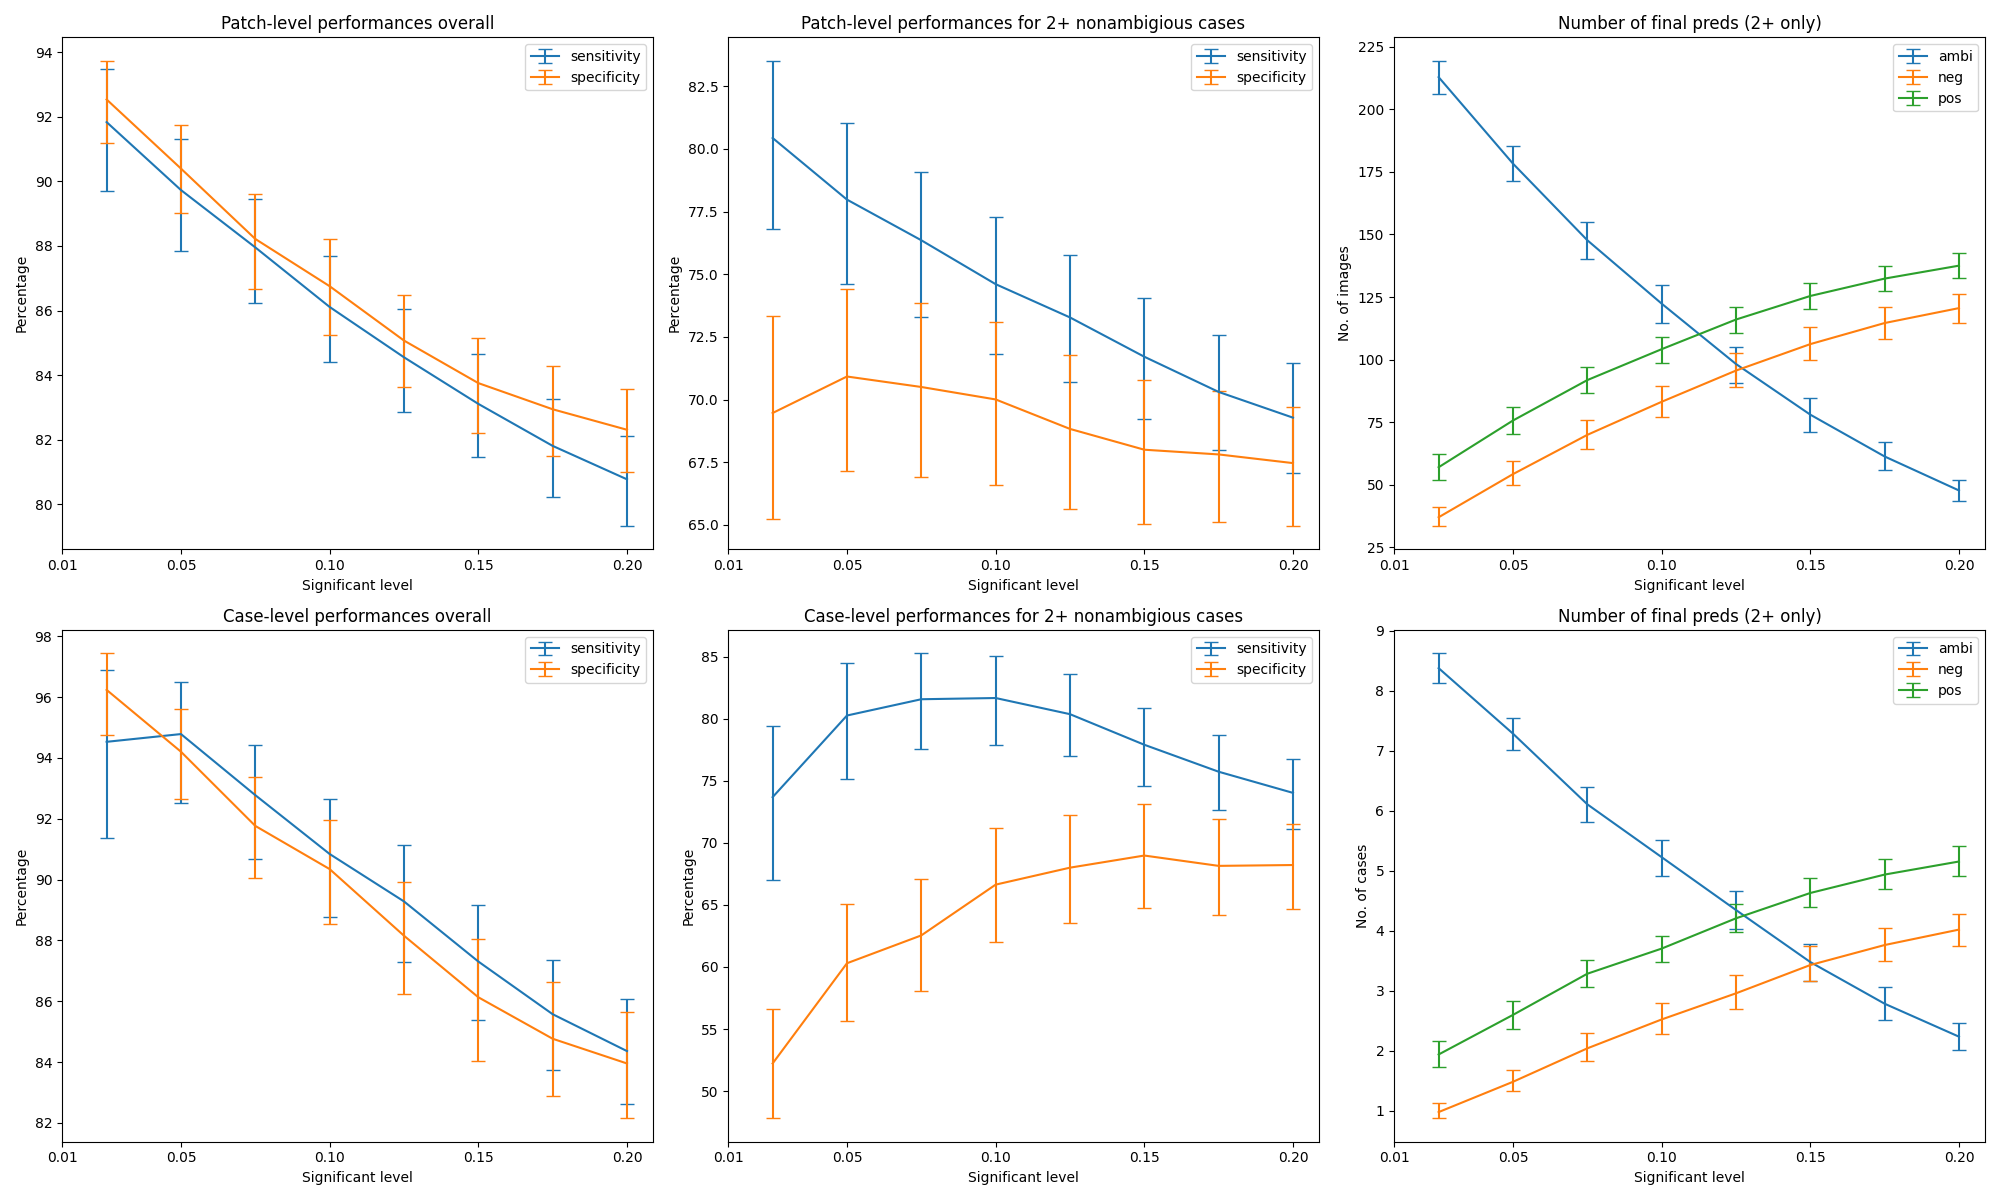 Patch-level performances overall
sensitivity
specificity
94
92
90
88
86
84
82
80
Percentage
0.01 0.05 0.10 0.15 0.20
Significant level
Patch-level performances for 2+ nonambigious cases
sensitivity
specificity
82.5
80.0
77.5
75.0
72.5
70.0
67.5
65.0
Percentage
0.01 0.05 0.10 0.15 0.20
Significant level
Number of final preds (2+ only)
ambi
neg
pos
225
200
175
150
125
100
75
50
25
No. of images
0.01 0.05 0.10 0.15 0.20
Significant level
Case-level performances overall
sensitivity
specificity
98
96
94
92
90
88
86
84
82
Percentage
0.01 0.05 0.10 0.15 0.20
Significant level
Case-level performances for 2+ nonambigious cases
sensitivity
specificity
85
80
75
70
65
60
55
50
Percentage
0.01 0.05 0.10 0.15 0.20
Significant level
Number of final preds (2+ only)
ambi
neg
pos
9
8
7
6
5
4
3
2
1
No. of cases
0.01 0.05 0.10 0.15 0.20
Significant level